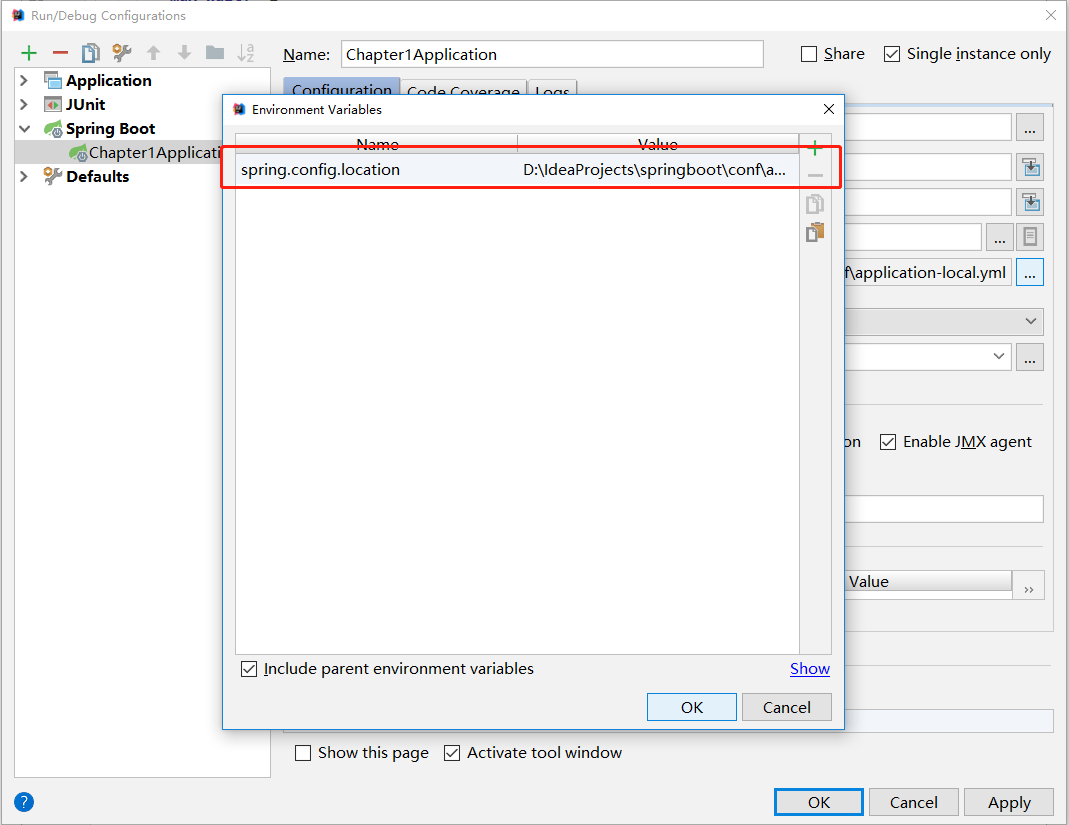 Run/Debug Configurations
Name: Chapter1Application
Share
Single instance only
Application
JUnit
Spring Boot
Chapter1Applicati
Defaults
Configuration
Code Coverage
Logs
Environment Variables
Name
Value
spring.config.location
D:\IdeaProjects\springboot\conf\a...
...
...
f\application-local.yml
...
...
on
Enable JMX agent
Value
Include parent environment variables
Show
OK
Cancel
Show this page
Activate tool window
OK
Cancel
Apply